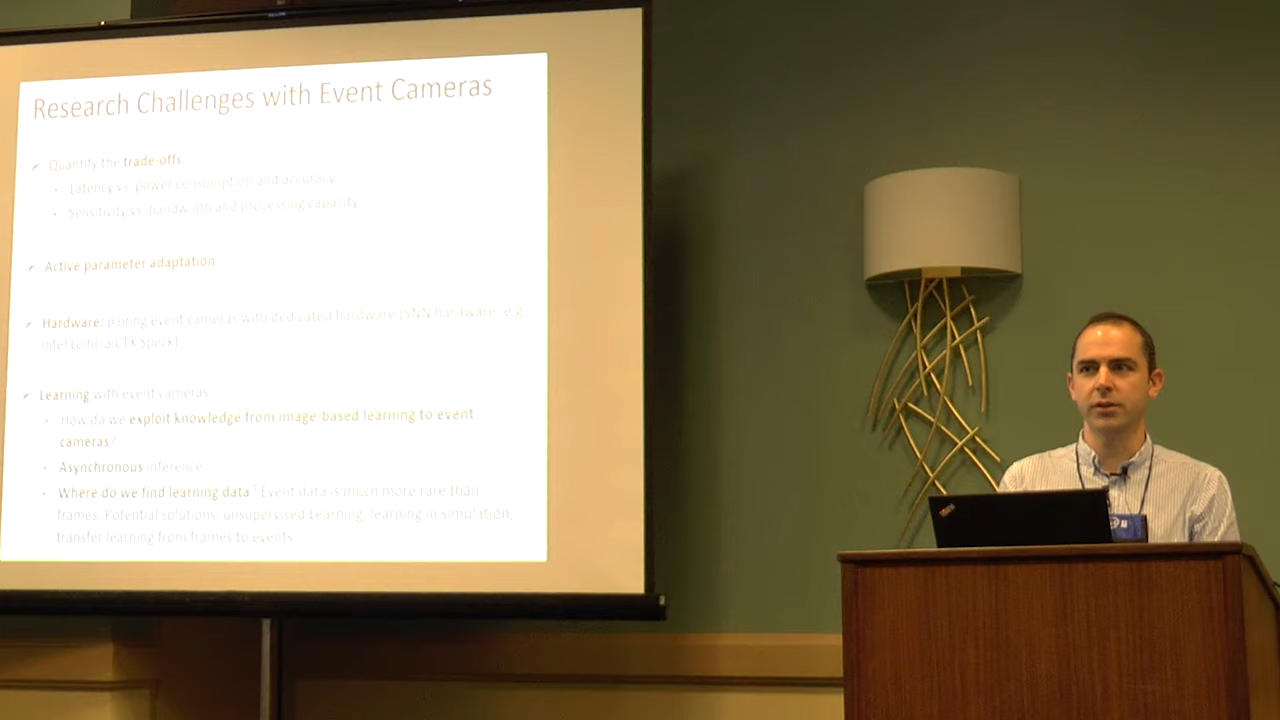 Research Challenges with Event Cameras
Quantify the trade-offs
Latency vs. power consumption and accuracy
Sensitivity vs. bandwidth and processing capacity
Active parameter adaptation
Hardware: pairing event cameras with dedicated hardware (SNN hardware, e.g.,
Intel Loihi, aiCTX Speck)
Learning with event cameras
How do we exploit knowledge from image-based learning to event
cameras?
Asynchronous inference
Where do we find learning data? Event data is much more rare than
frames. Potential solutions: unsupervised Learning, learning in simulation,
transfer learning from frames to events